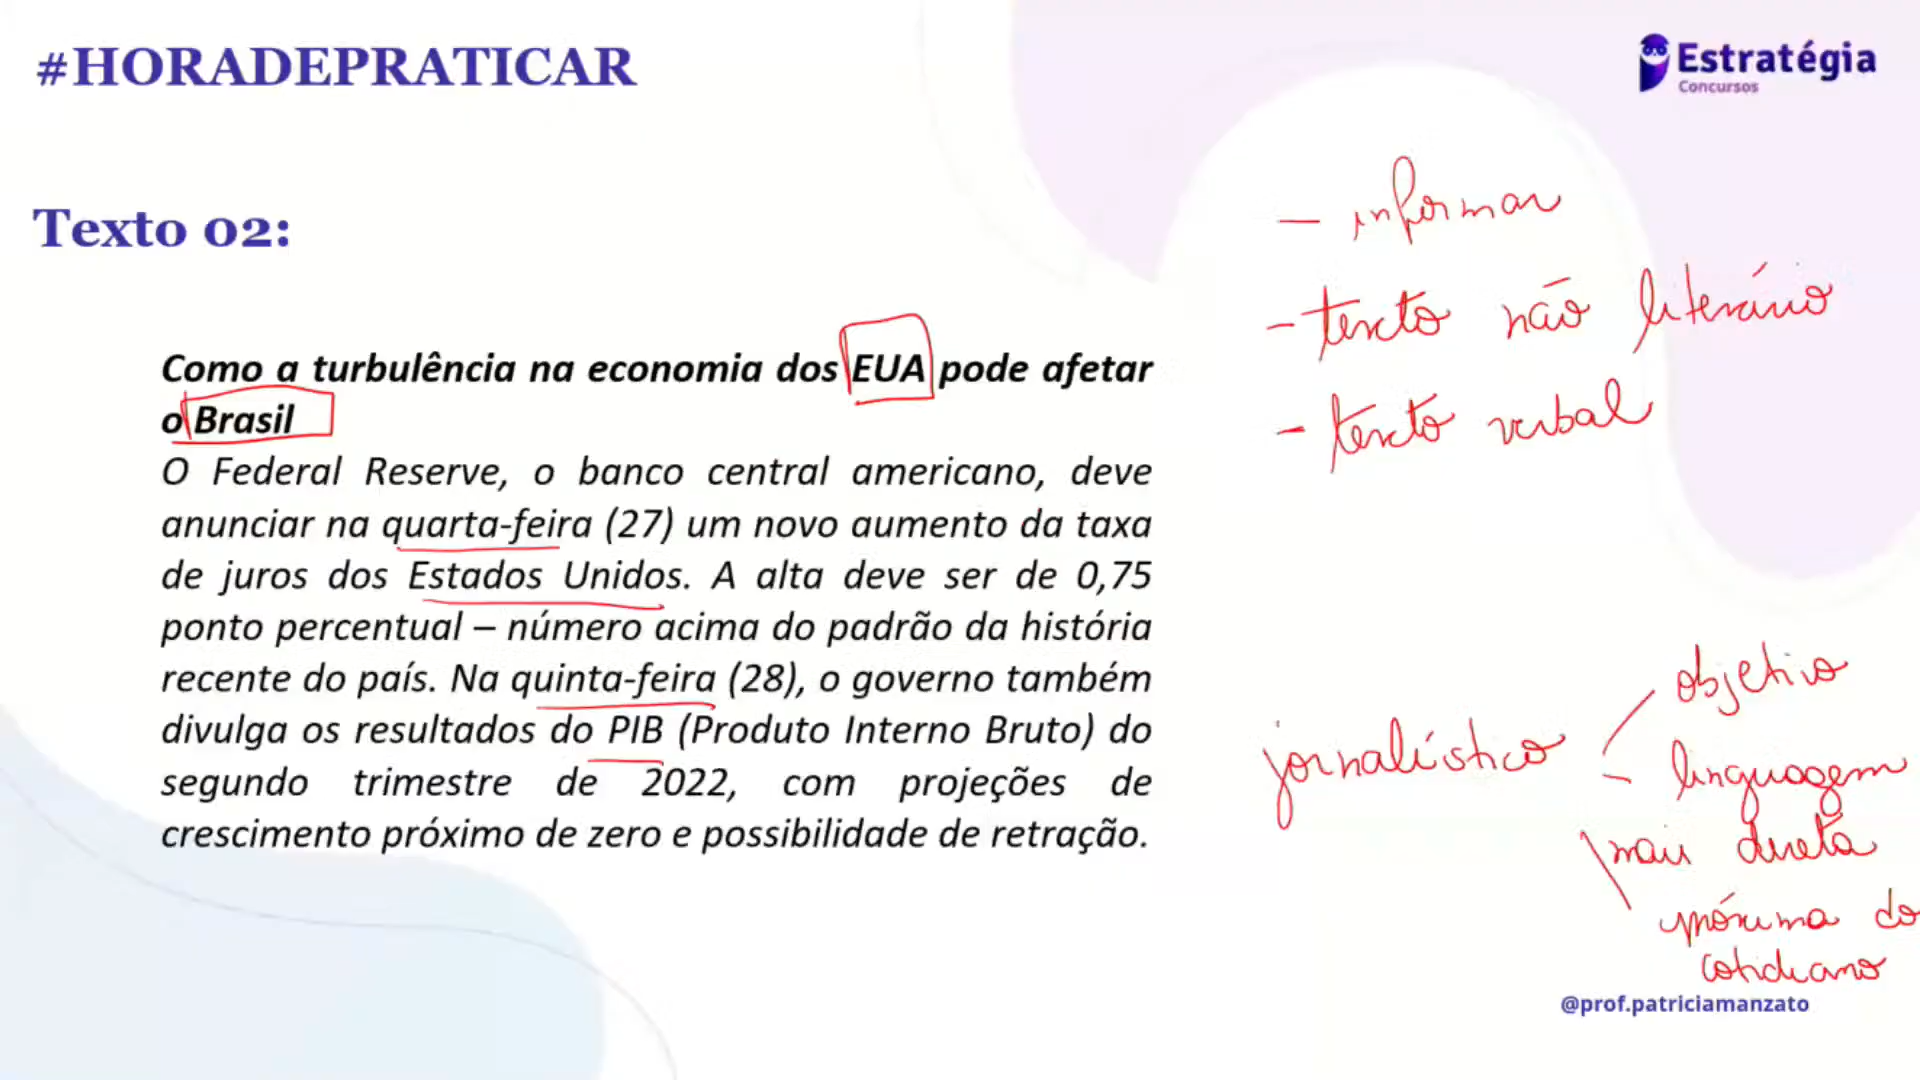 #HORADEPRATICAR
Estratégia
Concursos
Texto 02:
Como a turbulência na economia dos EUA pode afetar
o Brasil
O Federal Reserve, o banco central americano, deve
anunciar na quarta-feira (27) um novo aumento da taxa
de juros dos Estados Unidos. A alta deve ser de 0,75
ponto percentual – número acima do padrão da história
recente do país. Na quinta-feira (28), o governo também
divulga os resultados do PIB (Produto Interno Bruto) do
segundo trimestre de 2022, com projeções de
crescimento próximo de zero e possibilidade de retração.
- informar
- texto não literário
- texto verbal
jornalístico
objetivo
- linguagem
mais direta
próxima do
cotidiano
@prof.patriciamanzato